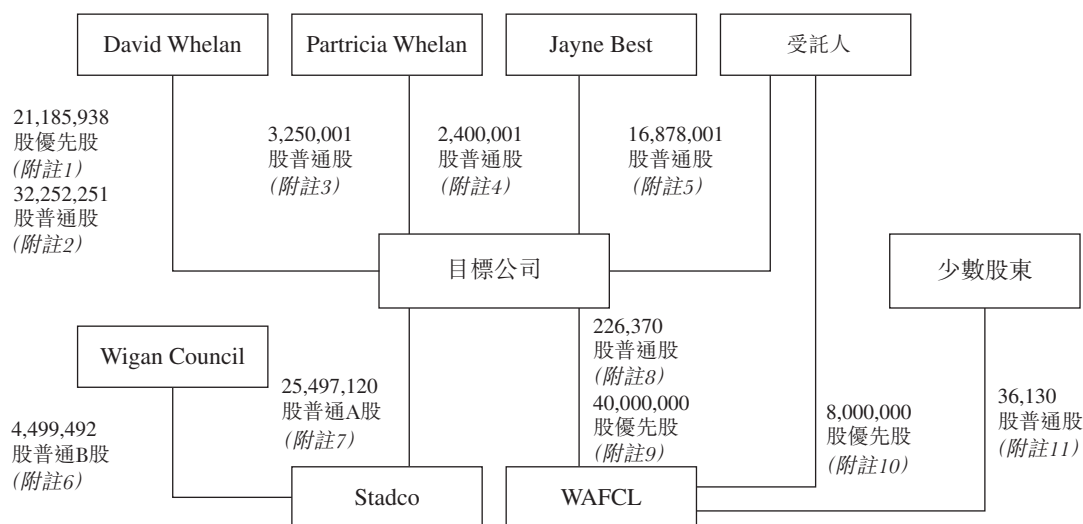 David Whelan
Partricia Whelan
Jayne Best
受託人
21,185,938
股優先股
(附註1)
32,252,251
股普通股
(附註2)
3,250,001
股普通股
(附註3)
2,400,001
股普通股
(附註4)
16,878,001
股普通股
(附註5)
目標公司
少數股東
Wigan Council
4,499,492
股普通B股
(附註6)
25,497,120
股普通A股
(附註7)
226,370
股普通股
(附註8)
40,000,000
股優先股
(附註9)
8,000,000
股優先股
(附註10)
36,130
股普通股
(附註11)
Stadco
WAFCL